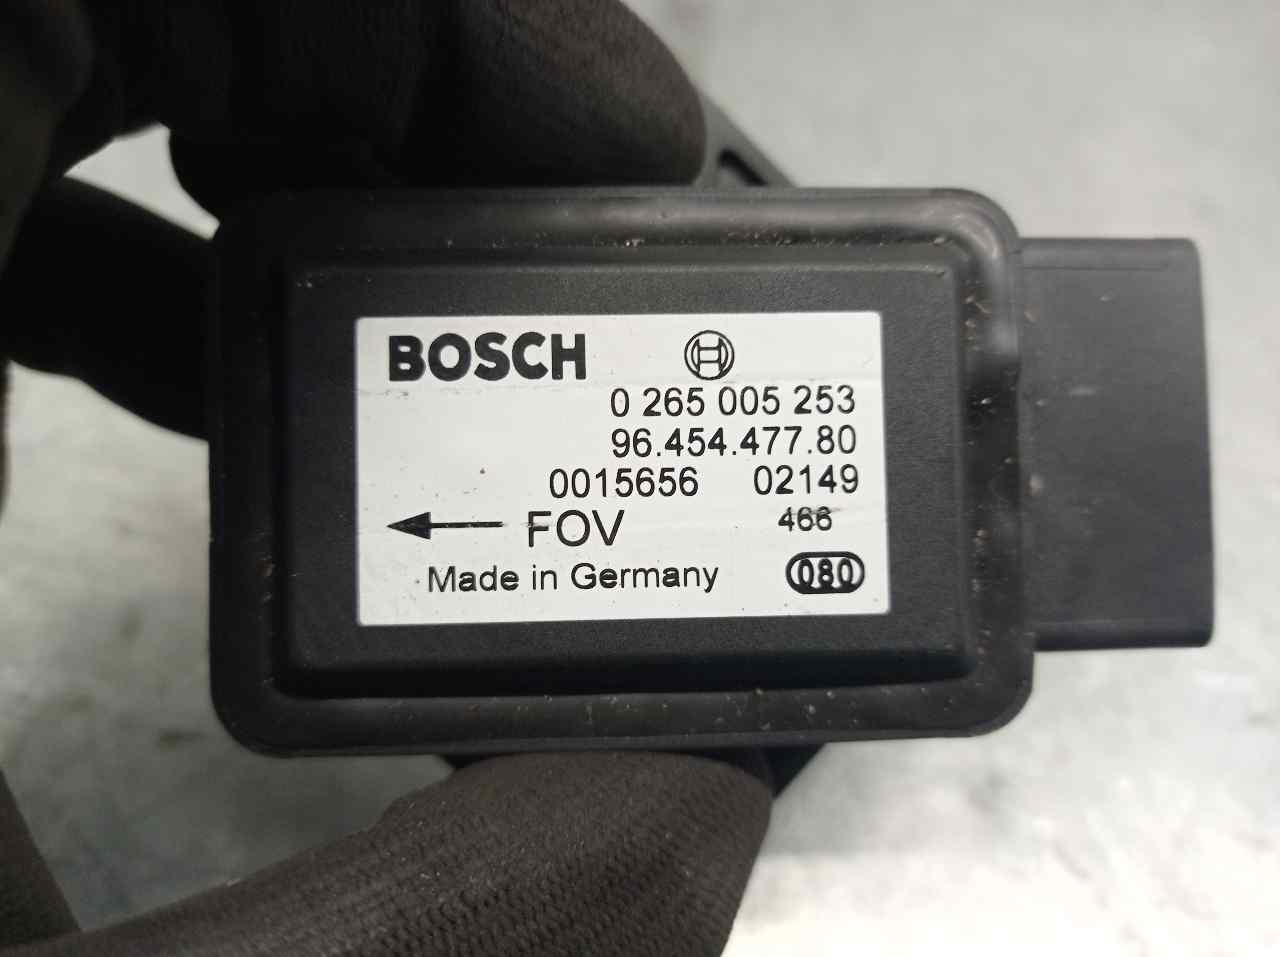 BOSCH
0 265 005 253
96.454.477.80
0015656 02149
FOV 466
Made in Germany 080